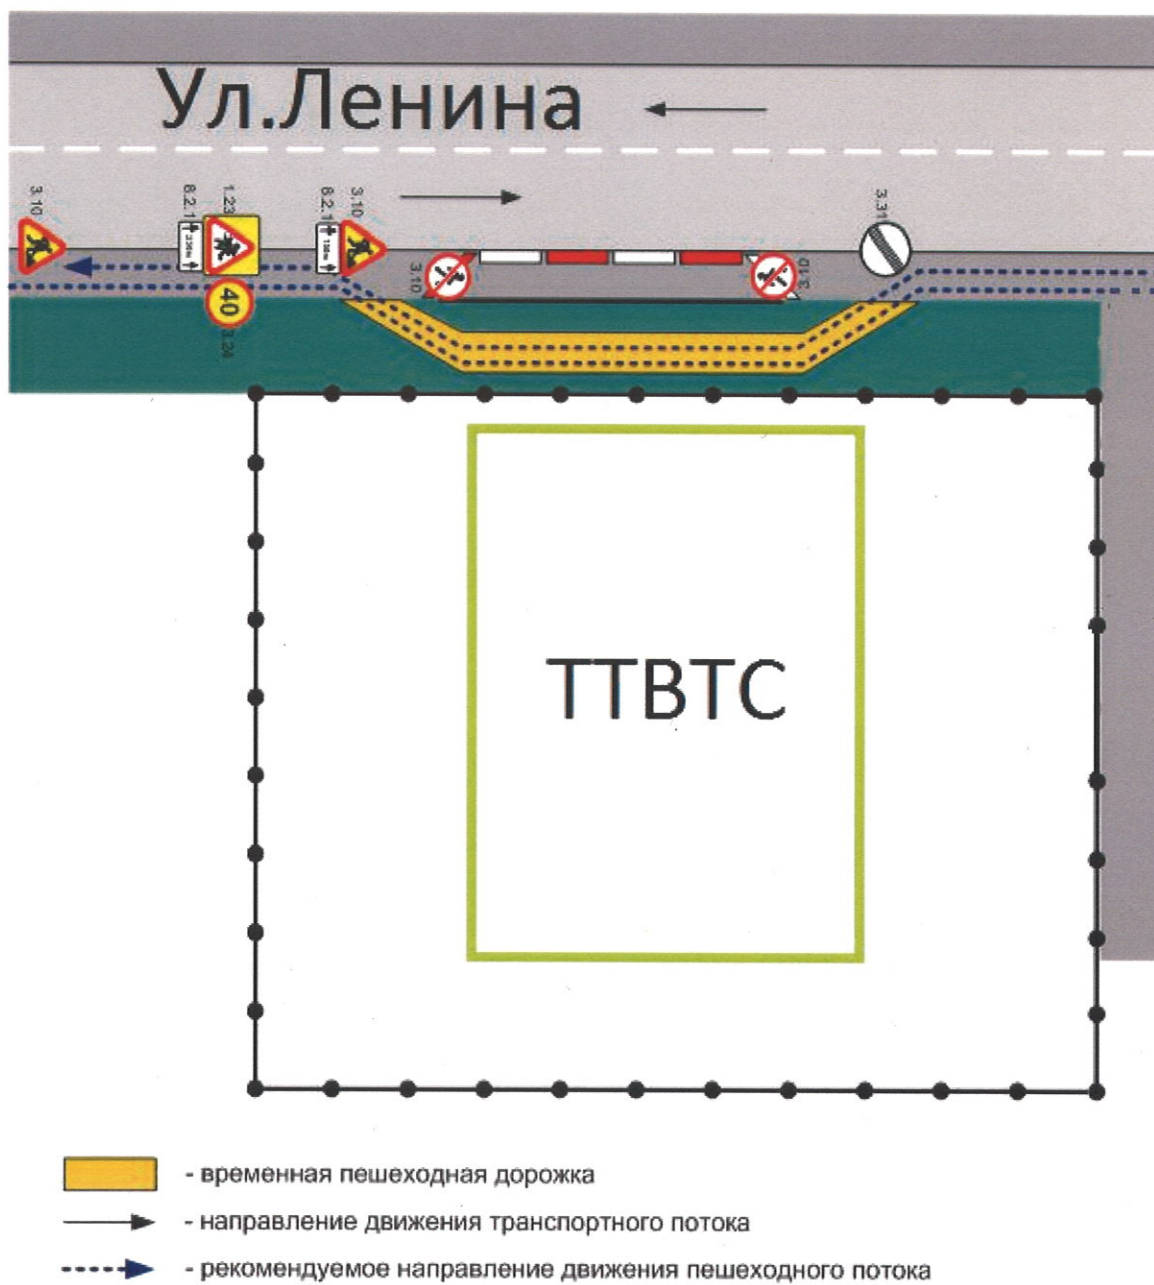 Ул.Ленина
3.10
8.2.1
1.23
8.2.1
3.10
3.31
3.10
3.10
40
3.24
ТТВТС
- временная пешеходная дорожка
- направление движения транспортного потока
- рекомендуемое направление движения пешеходного потока